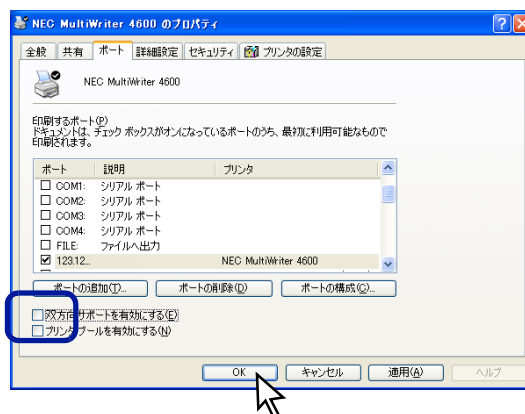 NEC MultiWriter 4600 のプロパティ
全般 共有 ポート 詳細設定 セキュリティ プリンタの設定
NEC MultiWriter 4600
印刷するポート(P)
ドキュメントは、チェック ボックスがオンになっているポートのうち、最初に利用可能なもので
印刷されます。
ポート 説明 プリンタ
COM1: シリアル ポート
COM2: シリアル ポート
COM3: シリアル ポート
COM4: シリアル ポート
FILE: ファイルへ出力
123.12... NEC MultiWriter 4600
ポートの追加(T)... ポートの削除(D) ポートの構成(C)...
双方向サポートを有効にする(E)
プリンタ プールを有効にする(N)
OK キャンセル 適用(A) ヘルプ